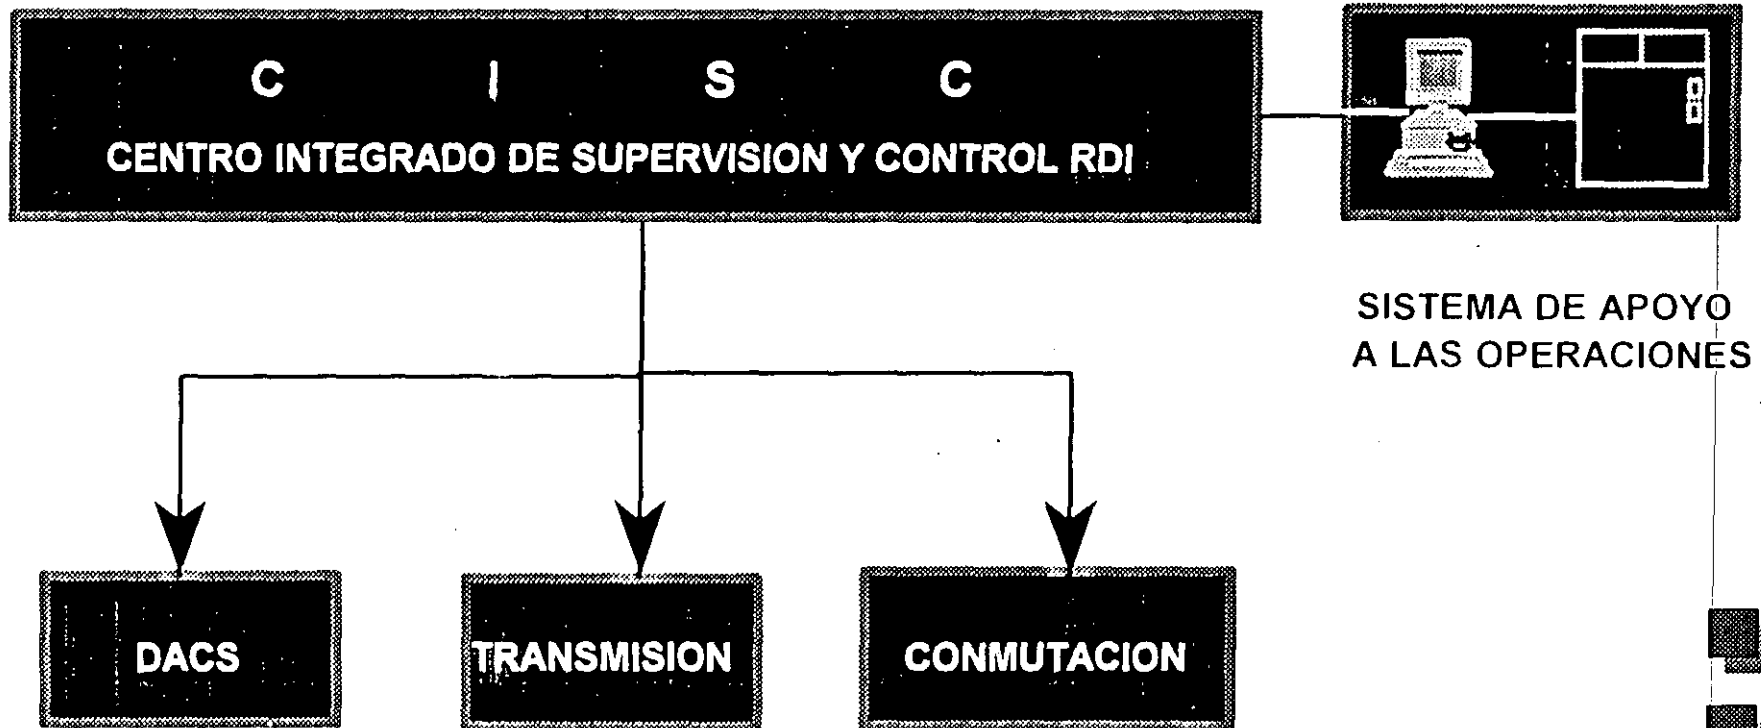 C I S C
CENTRO INTEGRADO DE SUPERVISION Y CONTROL RDI
SISTEMA DE APOYO
A LAS OPERACIONES
DACS
TRANSMISION
CONMUTACION